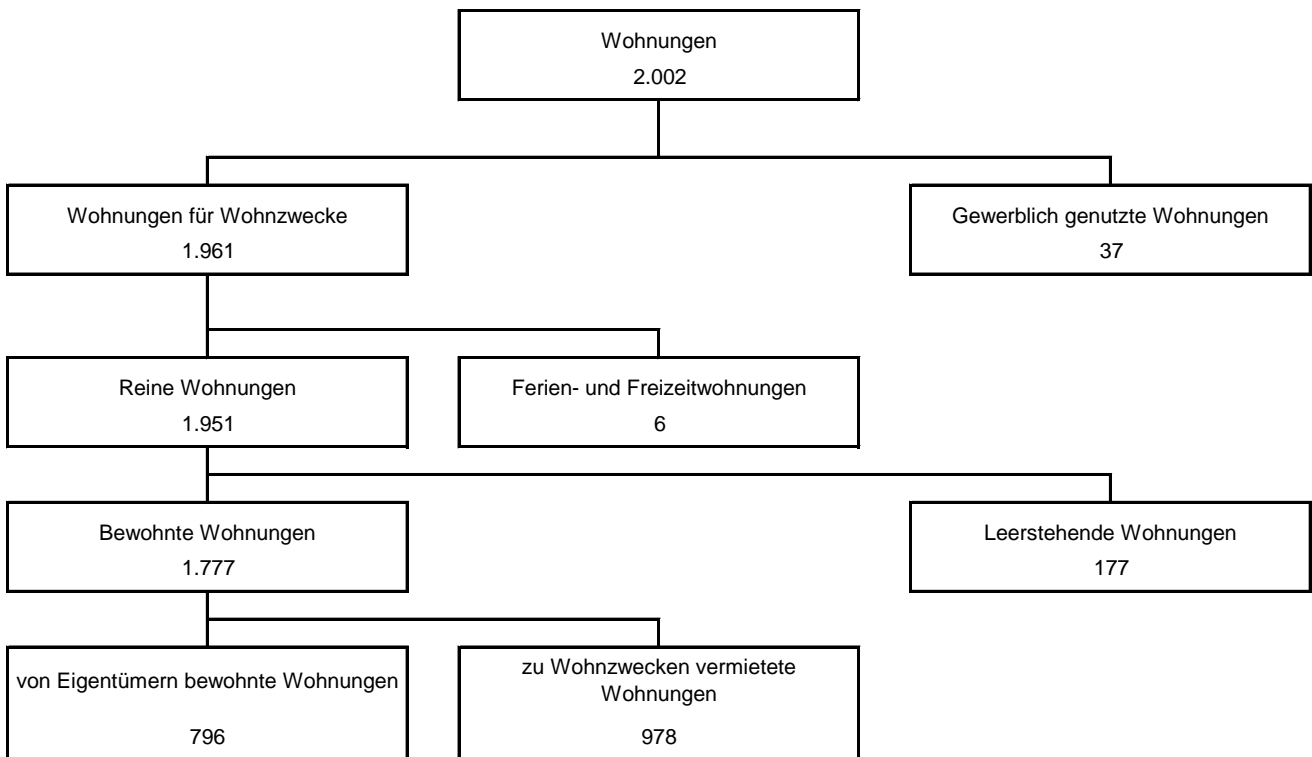 Wohnungen
2.002
Wohnungen für Wohnzwecke
1.961
Gewerblich genutzte Wohnungen
37
Reine Wohnungen
1.951
Ferien- und Freizeitwohnungen
6
Bewohnte Wohnungen
1.777
Leerstehende Wohnungen
177
von Eigentümern bewohnte Wohnungen
796
zu Wohnzwecken vermietete
Wohnungen
978